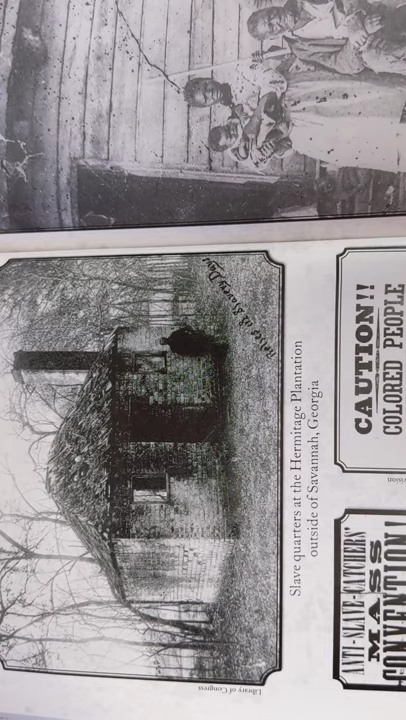 Relics of Slavery Days
Library of Congress
Slave quarters at the Hermitage Plantation
outside of Savannah, Georgia
ANTI-SLAVE-CATCHERS'
MASS
CONVENTION!
CAUTION!!
COLORED PEOPLE